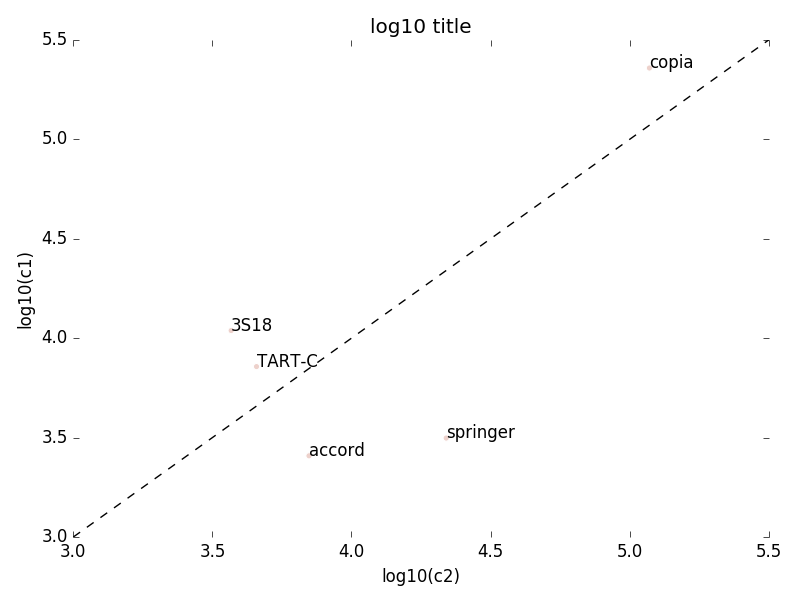 log10 title
5.5
copia
5.0
4.5
log10(c1)
3S18
4.0
TART-C
3.5
springer
accord
3.0
3.0 3.5 4.0 4.5 5.0 5.5
log10(c2)